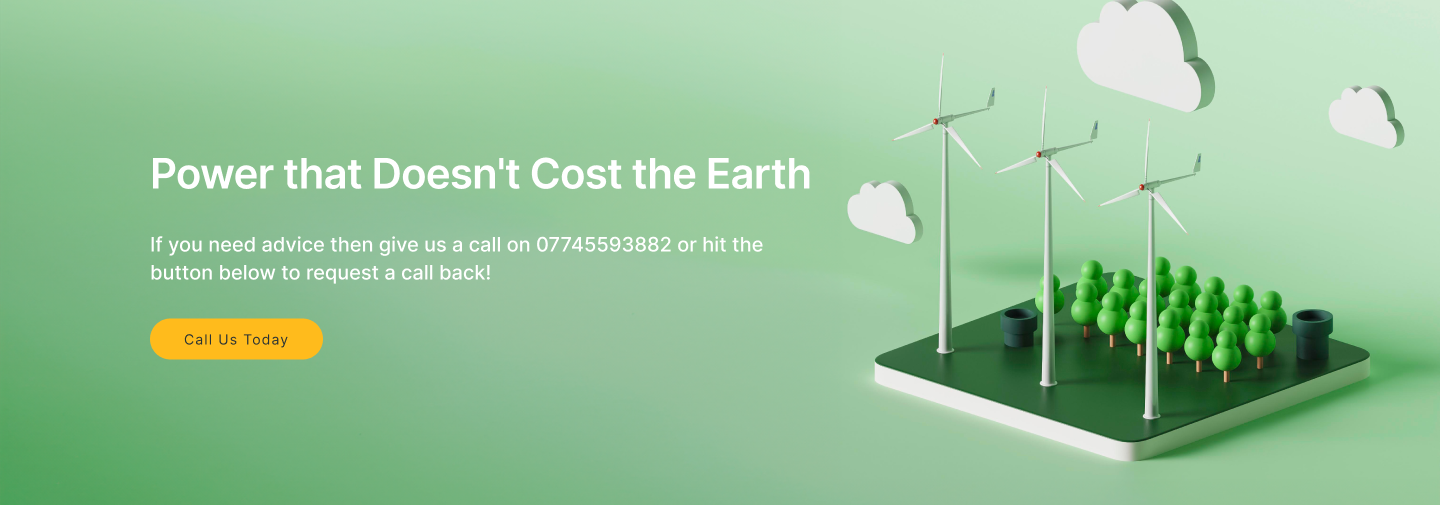 Power that Doesn't Cost the Earth
If you need advice then give us a call on 07745593882 or hit the
button below to request a call back!
Call Us Today